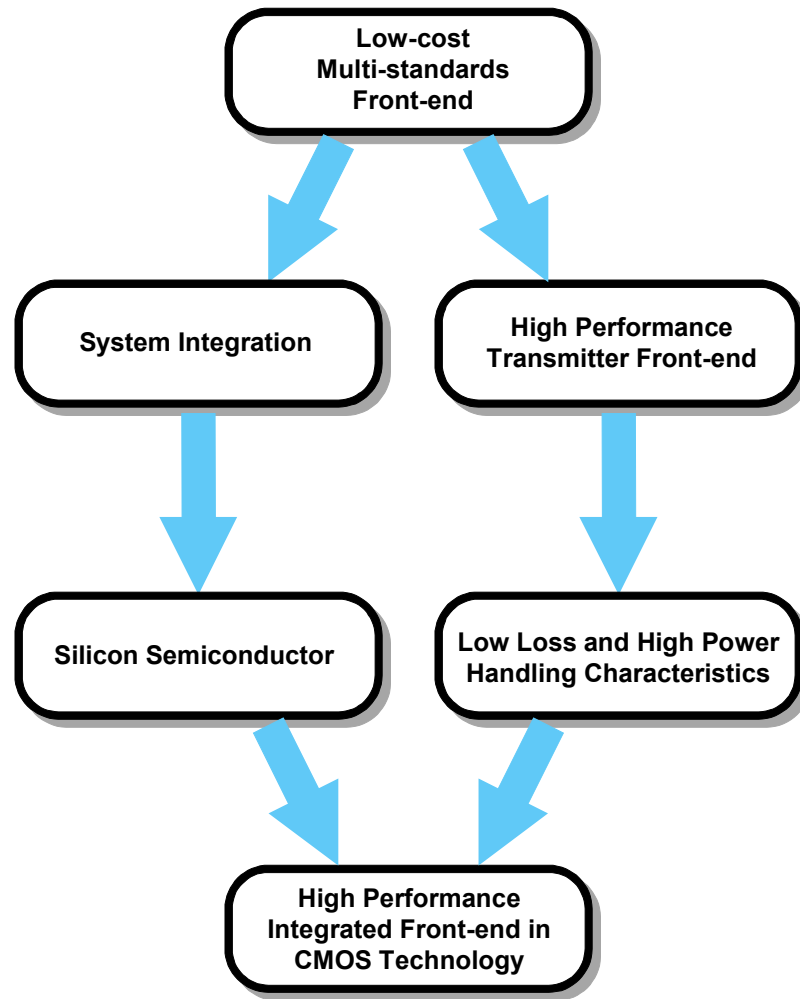 Low-cost
Multi-standards
Front-end
System Integration
High Performance
Transmitter Front-end
Silicon Semiconductor
Low Loss and High Power
Handling Characteristics
High Performance
Integrated Front-end in
CMOS Technology